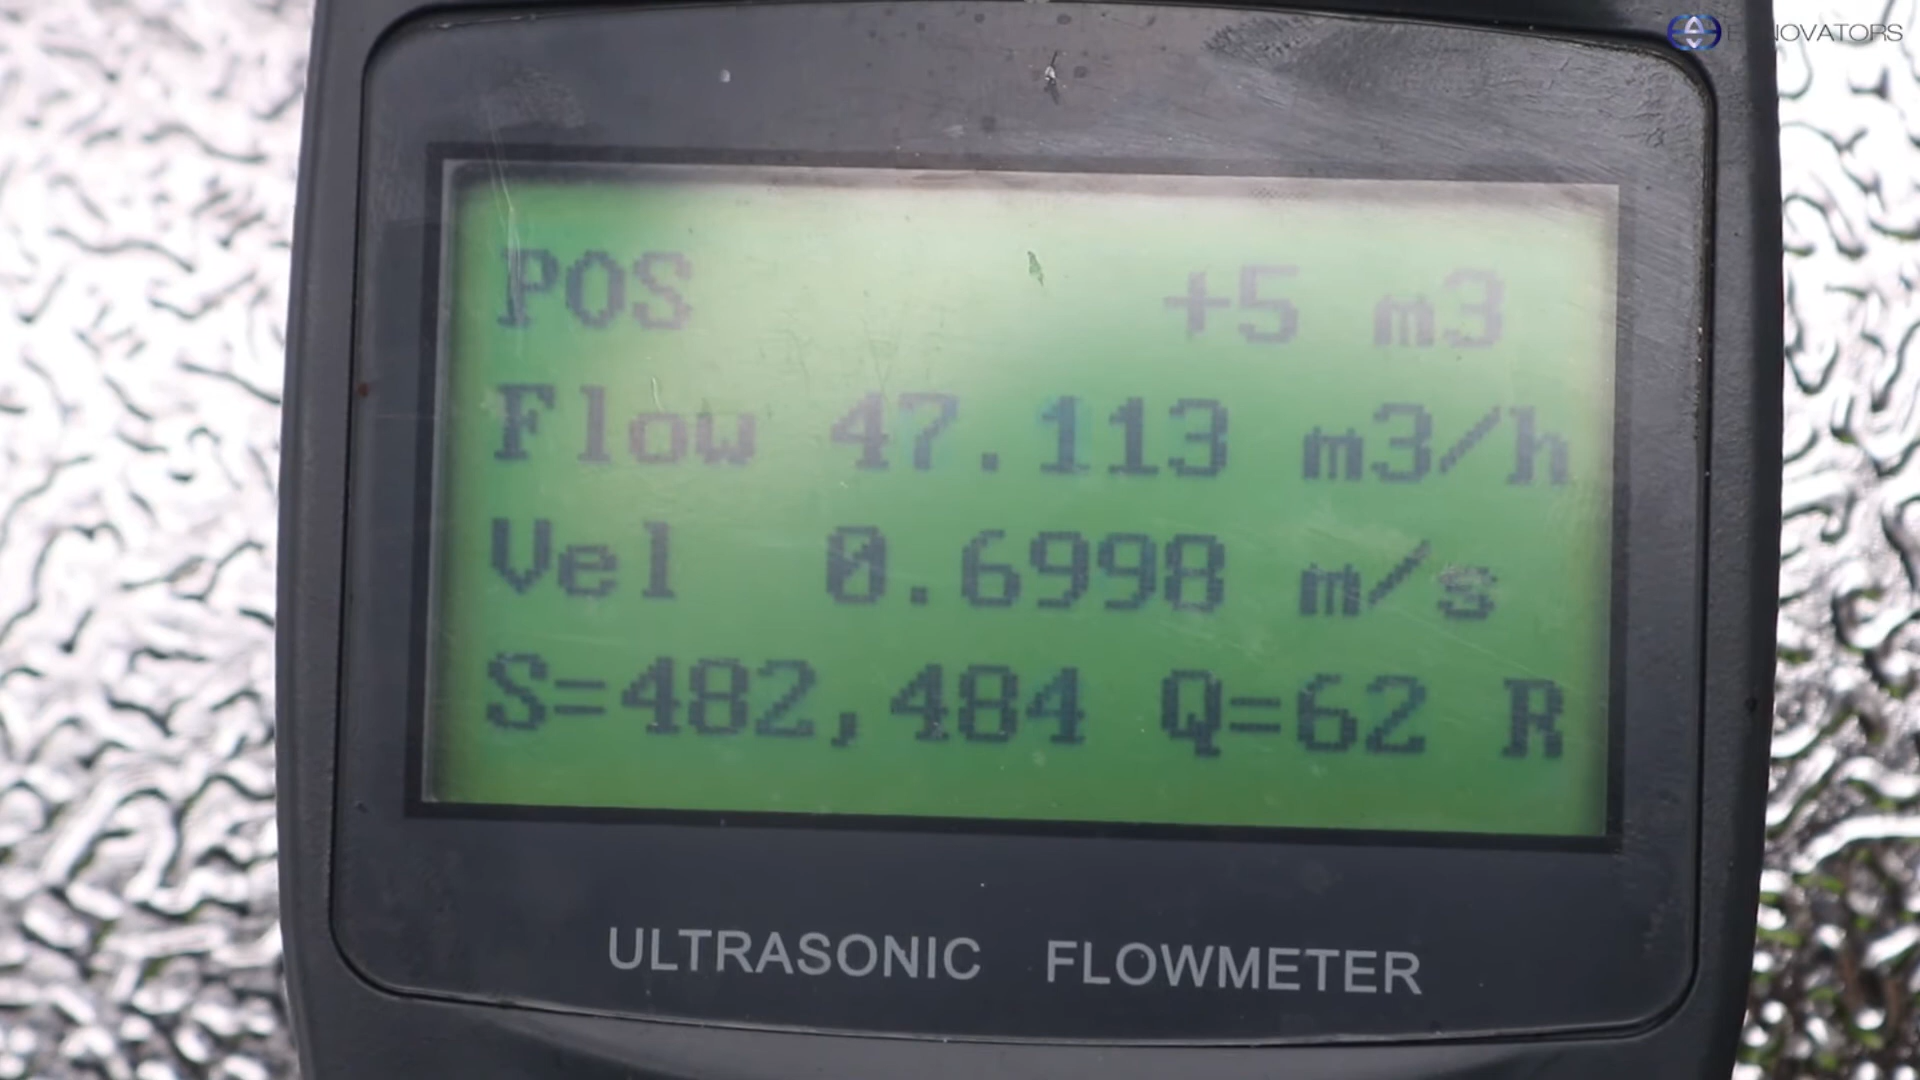 POS +5 m3
Flow 47.113 m3/h
Vel 0.6998 m/s
S=482,484 Q=62 R
ULTRASONIC FLOWMETER